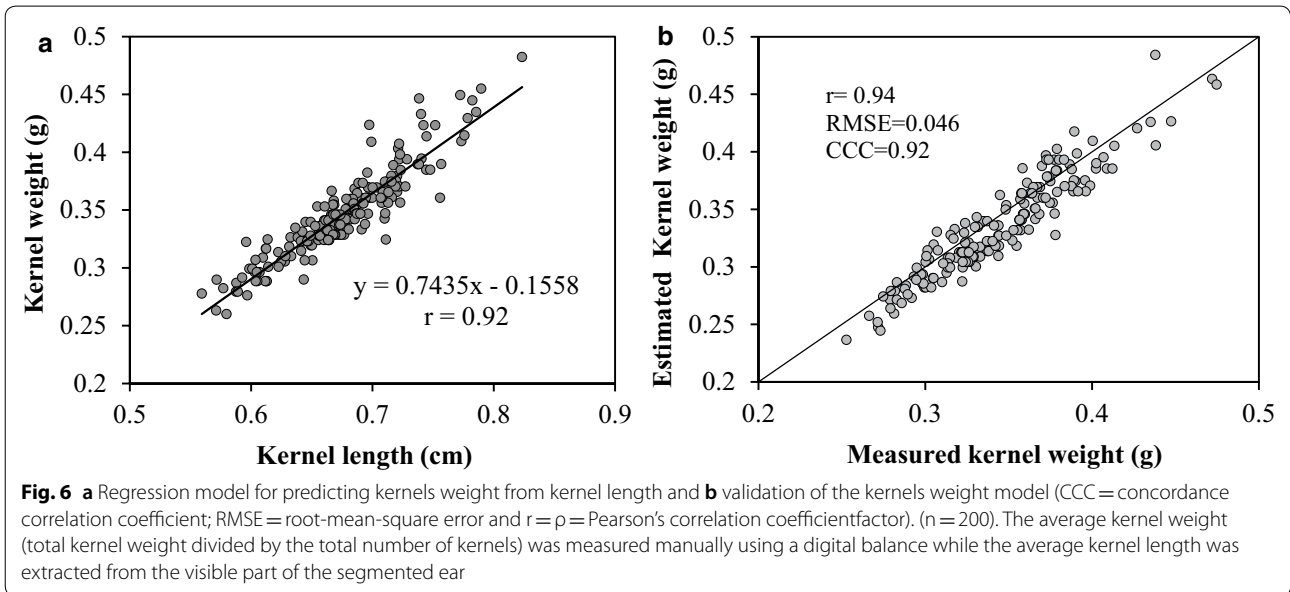 a
0.5
0.45
0.4
0.35
0.3
0.25
0.2
Kernel weight (g)
y = 0.7435x - 0.1558
r = 0.92
0.5 0.6 0.7 0.8 0.9
Kernel length (cm)
b
0.5
0.4
0.3
0.2
Estimated Kernel weight (g)
r= 0.94
RMSE=0.046
CCC=0.92
0.2 0.3 0.4 0.5
Measured kernel weight (g)
Fig. 6 a Regression model for predicting kernels weight from kernel length and b validation of the kernels weight model (CCC = concordance
correlation coefficient; RMSE = root-mean-square error and r = ρ = Pearson's correlation coefficientfactor). (n = 200). The average kernel weight
(total kernel weight divided by the total number of kernels) was measured manually using a digital balance while the average kernel length was
extracted from the visible part of the segmented ear